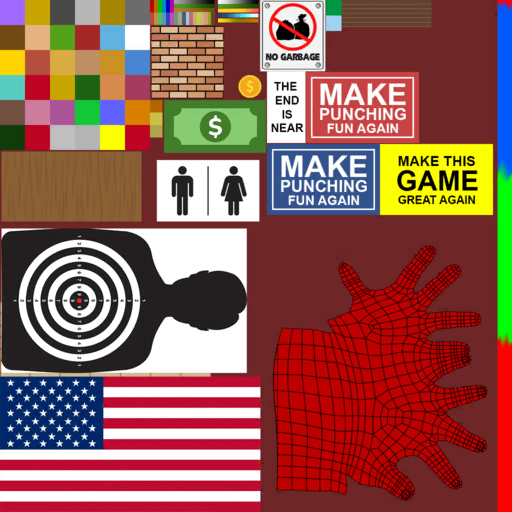 NO GARBAGE
THE
END
IS
NEAR
MAKE
PUNCHING
FUN AGAIN
MAKE
PUNCHING
FUN AGAIN
MAKE THIS
GAME
GREAT AGAIN
$
$